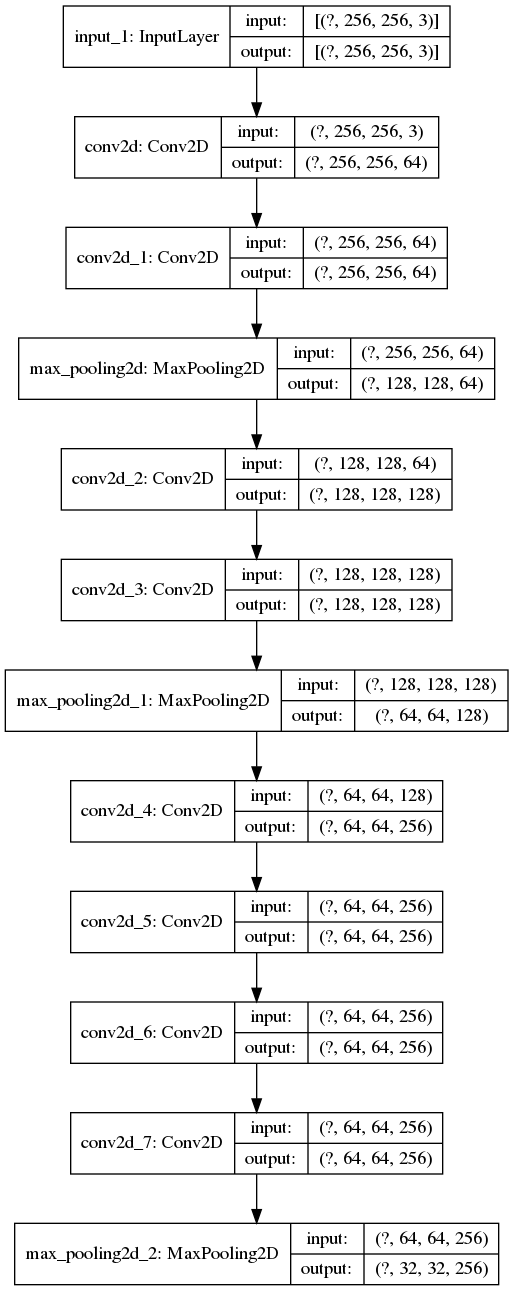 input_1: InputLayer
input: [(?, 256, 256, 3)]
output: [(?, 256, 256, 3)]
conv2d: Conv2D
input: (?, 256, 256, 3)
output: (?, 256, 256, 64)
conv2d_1: Conv2D
input: (?, 256, 256, 64)
output: (?, 256, 256, 64)
max_pooling2d: MaxPooling2D
input: (?, 256, 256, 64)
output: (?, 128, 128, 64)
conv2d_2: Conv2D
input: (?, 128, 128, 64)
output: (?, 128, 128, 128)
conv2d_3: Conv2D
input: (?, 128, 128, 128)
output: (?, 128, 128, 128)
max_pooling2d_1: MaxPooling2D
input: (?, 128, 128, 128)
output: (?, 64, 64, 128)
conv2d_4: Conv2D
input: (?, 64, 64, 128)
output: (?, 64, 64, 256)
conv2d_5: Conv2D
input: (?, 64, 64, 256)
output: (?, 64, 64, 256)
conv2d_6: Conv2D
input: (?, 64, 64, 256)
output: (?, 64, 64, 256)
conv2d_7: Conv2D
input: (?, 64, 64, 256)
output: (?, 64, 64, 256)
max_pooling2d_2: MaxPooling2D
input: (?, 64, 64, 256)
output: (?, 32, 32, 256)